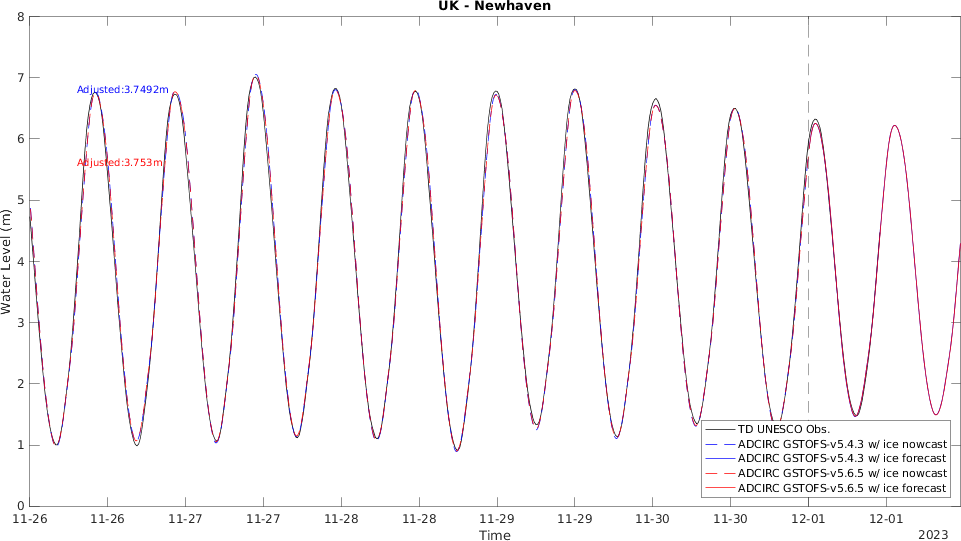 UK - Newhaven
8
7
6
5
4
3
2
1
0
Water Level (m)
Adjusted:3.7492m
Adjusted:3.753m
TD UNESCO Obs.
ADCIRC GSTOFS-v5.4.3 w/ ice nowcast
ADCIRC GSTOFS-v5.4.3 w/ ice forecast
ADCIRC GSTOFS-v5.6.5 w/ ice nowcast
ADCIRC GSTOFS-v5.6.5 w/ ice forecast
11-26 11-26 11-27 11-27 11-28 11-28 11-29 11-29 11-30 11-30 12-01 12-01
Time
2023